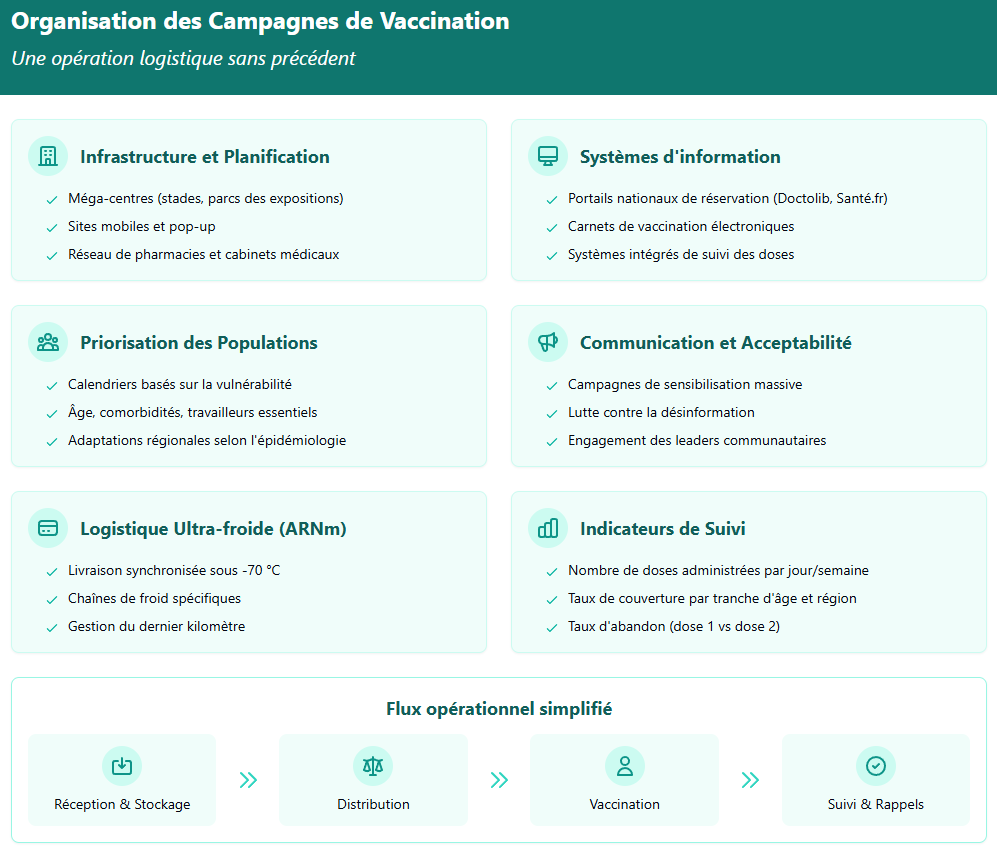 Organisation des Campagnes de Vaccination
Une opération logistique sans précédent
Infrastructure et Planification
Méga-centres (stades, parcs des expositions)
Sites mobiles et pop-up
Réseau de pharmacies et cabinets médicaux
Systèmes d'information
Portails nationaux de réservation (Doctolib, Santé.fr)
Carnets de vaccination électroniques
Systèmes intégrés de suivi des doses
Priorisation des Populations
Calendriers basés sur la vulnérabilité
Âge, comorbidités, travailleurs essentiels
Adaptations régionales selon l'épidémiologie
Communication et Acceptabilité
Campagnes de sensibilisation massive
Lutte contre la désinformation
Engagement des leaders communautaires
Logistique Ultra-froide (ARNm)
Livraison synchronisée sous -70 °C
Chaînes de froid spécifiques
Gestion du dernier kilomètre
Indicateurs de Suivi
Nombre de doses administrées par jour/semaine
Taux de couverture par tranche d'âge et région
Taux d'abandon (dose 1 vs dose 2)
Flux opérationnel simplifié
Réception & Stockage
Distribution
Vaccination
Suivi & Rappels